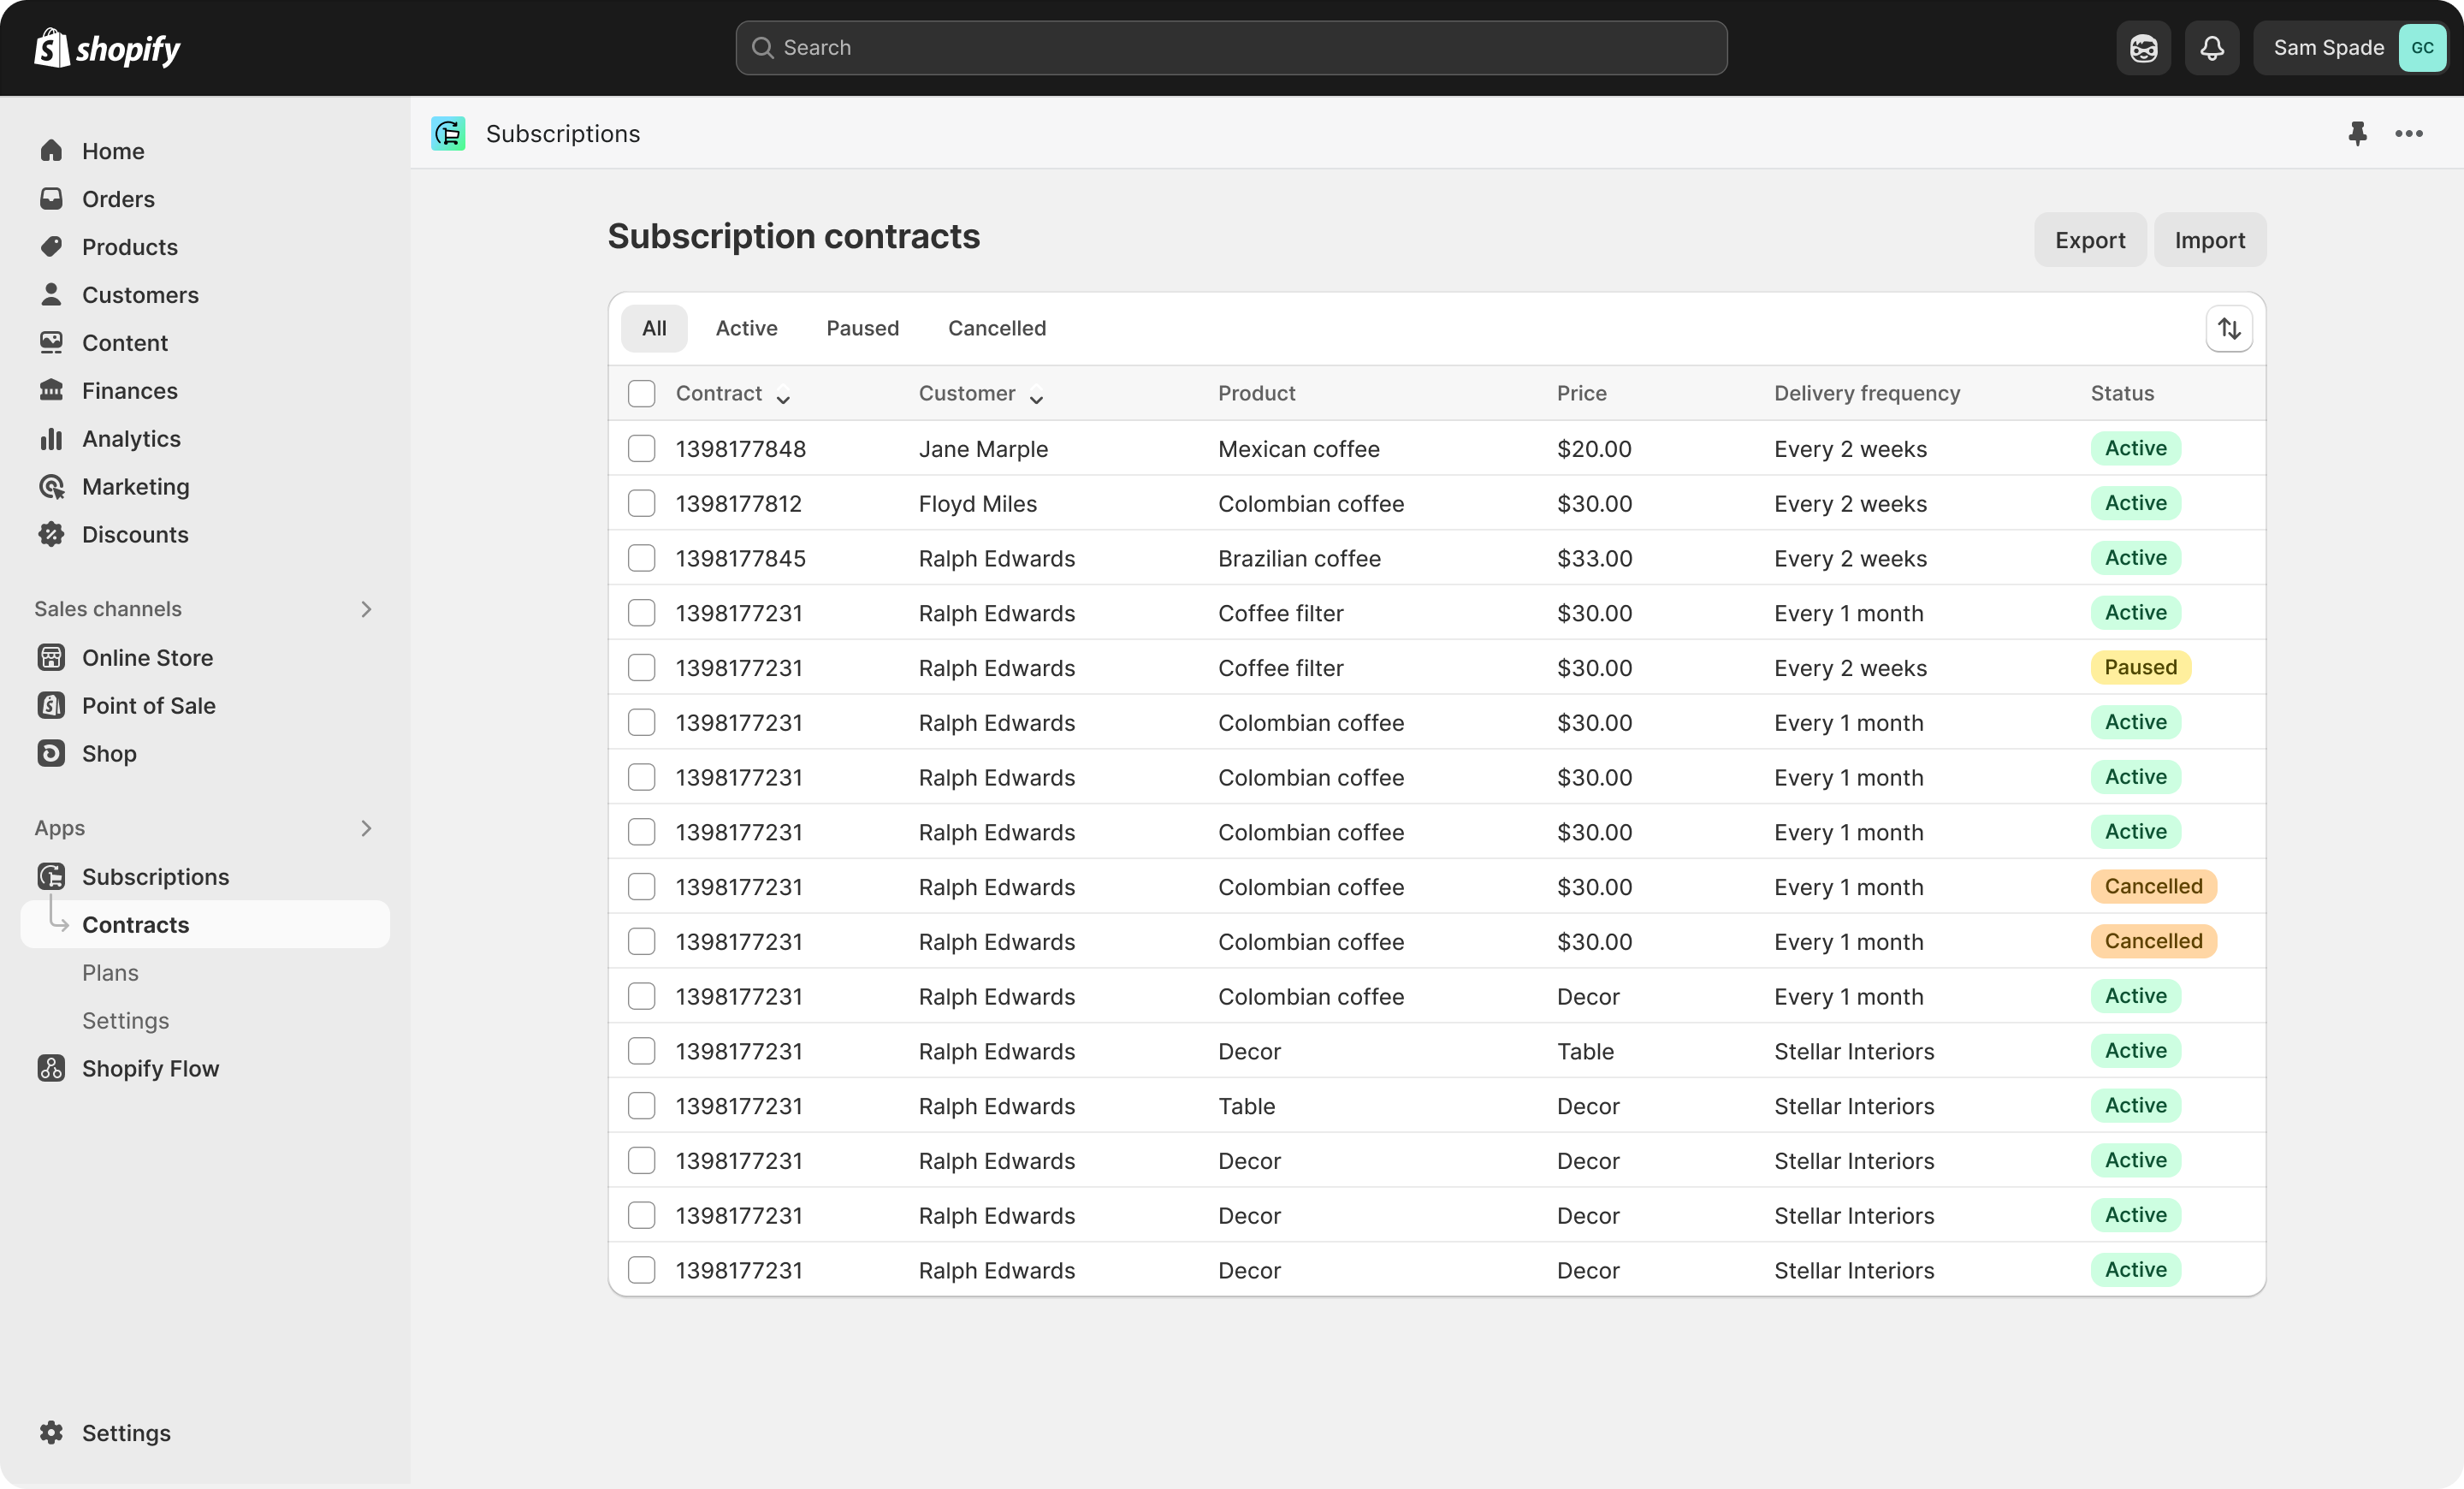 shopify
Search
Sam Spade GC
Home
Orders
Products
Customers
Content
Finances
Analytics
Marketing
Discounts
Sales channels
Online Store
Point of Sale
Shop
Apps
Subscriptions
Contracts
Plans
Settings
Shopify Flow
Settings
Subscriptions
Subscription contracts
Export Import
All Active Paused Cancelled
Contract Customer Product Price Delivery frequency Status
1398177848 Jane Marple Mexican coffee $20.00 Every 2 weeks Active
1398177812 Floyd Miles Colombian coffee $30.00 Every 2 weeks Active
1398177845 Ralph Edwards Brazilian coffee $33.00 Every 2 weeks Active
1398177231 Ralph Edwards Coffee filter $30.00 Every 1 month Active
1398177231 Ralph Edwards Coffee filter $30.00 Every 2 weeks Paused
1398177231 Ralph Edwards Colombian coffee $30.00 Every 1 month Active
1398177231 Ralph Edwards Colombian coffee $30.00 Every 1 month Active
1398177231 Ralph Edwards Colombian coffee $30.00 Every 1 month Active
1398177231 Ralph Edwards Colombian coffee $30.00 Every 1 month Cancelled
1398177231 Ralph Edwards Colombian coffee $30.00 Every 1 month Cancelled
1398177231 Ralph Edwards Colombian coffee Decor Every 1 month Active
1398177231 Ralph Edwards Decor Table Stellar Interiors Active
1398177231 Ralph Edwards Table Decor Stellar Interiors Active
1398177231 Ralph Edwards Decor Decor Stellar Interiors Active
1398177231 Ralph Edwards Decor Decor Stellar Interiors Active
1398177231 Ralph Edwards Decor Decor Stellar Interiors Active